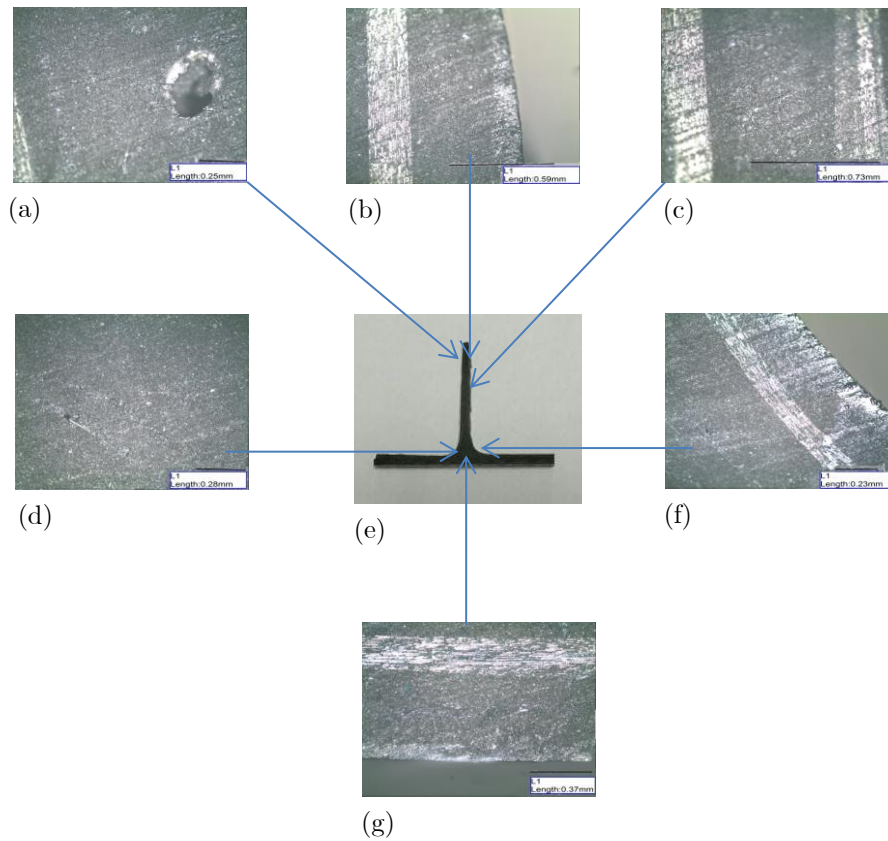 L1
Length:0.25mm
L1
Length:0.59mm
L1
Length:0.73mm
(a)
(b)
(c)
L1
Length:0.28mm
L1
Length:0.23mm
(d)
(e)
(f)
L1
Length:0.37mm
(g)